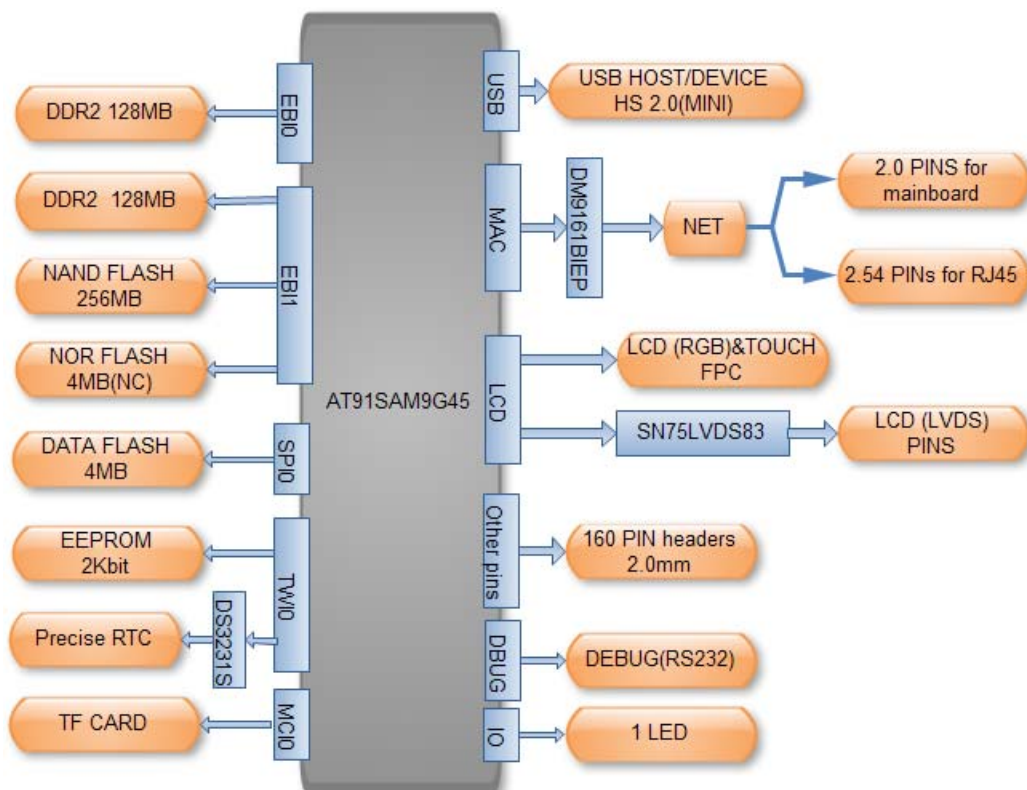 DDR2 128MB
DDR2 128MB
NAND FLASH
256MB
NOR FLASH
4MB(NC)
DATA FLASH
4MB
EEPROM
2Kbit
Precise RTC
DS3231S
TF CARD
EBI0
EBI1
SPI0
TWI0
MCI0
AT91SAM9G45
USB
MAC
LCD
Other pins
DBUG
IO
USB HOST/DEVICE
HS 2.0(MINI)
DM9161BIEP
NET
2.0 PINS for
mainboard
2.54 PINs for RJ45
LCD (RGB)&TOUCH
FPC
SN75LVDS83
LCD (LVDS)
PINS
160 PIN headers
2.0mm
DEBUG(RS232)
1 LED